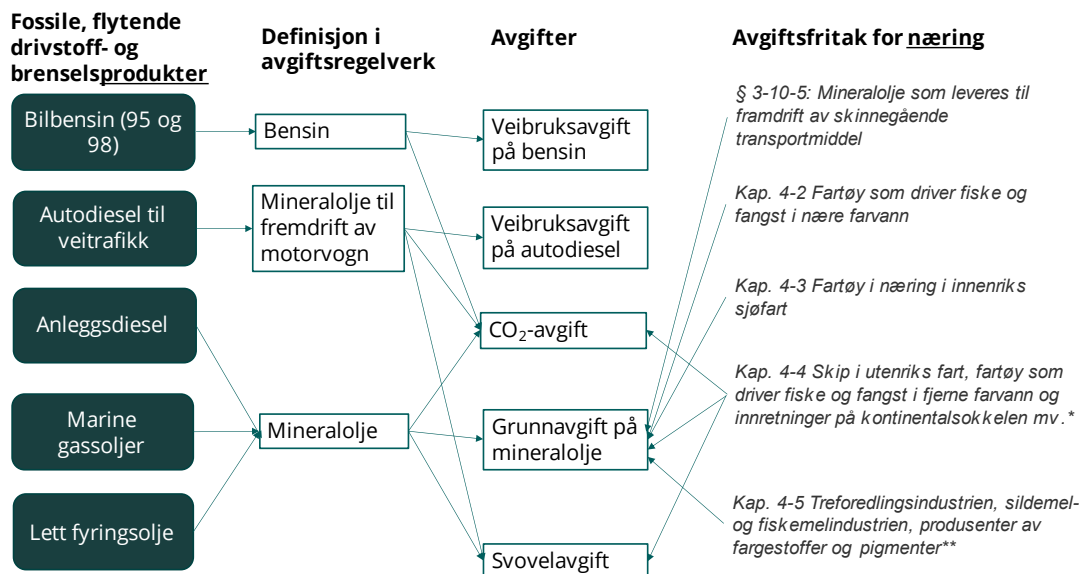 Fossile, flytende
drivstoff- og
brenselsprodukter
Definisjon i
avgiftsregelverk
Avgifter
Avgiftsfritak for næring
Bilbensin (95 og
98)
Autodiesel til
veitrafikk
Anleggsdiesel
Marine
gassoljer
Lett fyringsolje
Bensin
Mineralolje til
fremdrift av
motorvogn
Mineralolje
Veibruksavgift
på bensin
Veibruksavgift
på autodiesel
CO₂-avgift
Grunnavgift på
mineralolje
Svovelavgift
§ 3-10-5: Mineralolje som leveres til
framdrift av skinnegående
transportmiddel
Kap. 4-2 Fartøy som driver fiske og
fangst i nære farvann
Kap. 4-3 Fartøy i næring i innenriks
sjøfart
Kap. 4-4 Skip i utenriks fart, fartøy som
driver fiske og fangst i fjerne farvann og
innretninger på kontinentalsokkelen mv.*
Kap. 4-5 Treforedlingsindustrien, sildemel-
og fiskemelindustrien, produsenter av
fargestoffer og pigmenter**